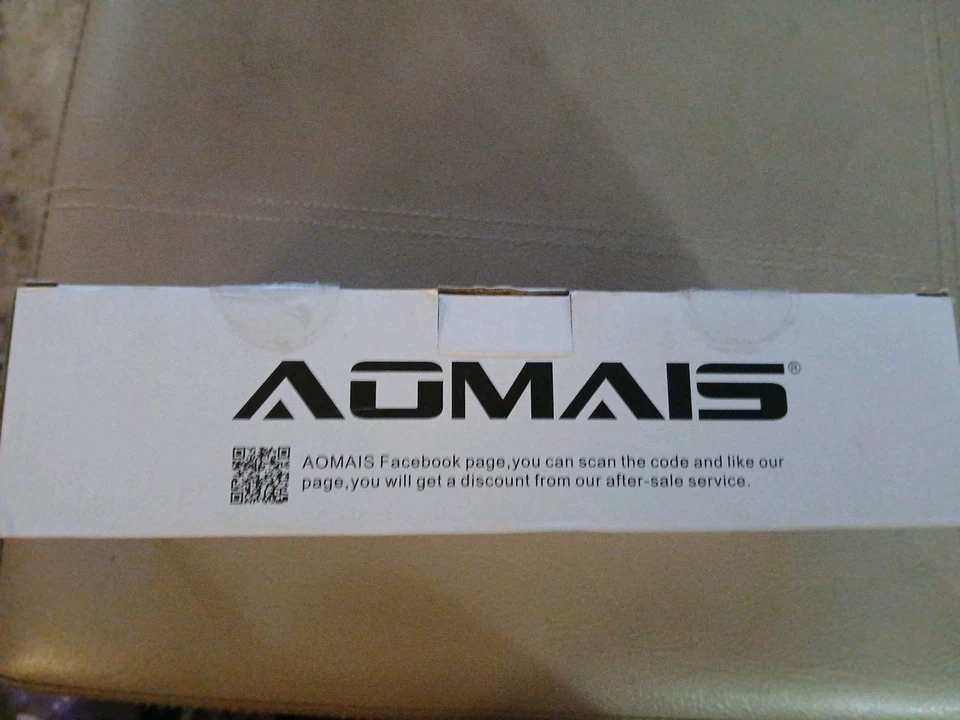 AOMAIS®
AOMAIS Facebook page,you can scan the code and like our
page,you will get a discount from our after-sale service.